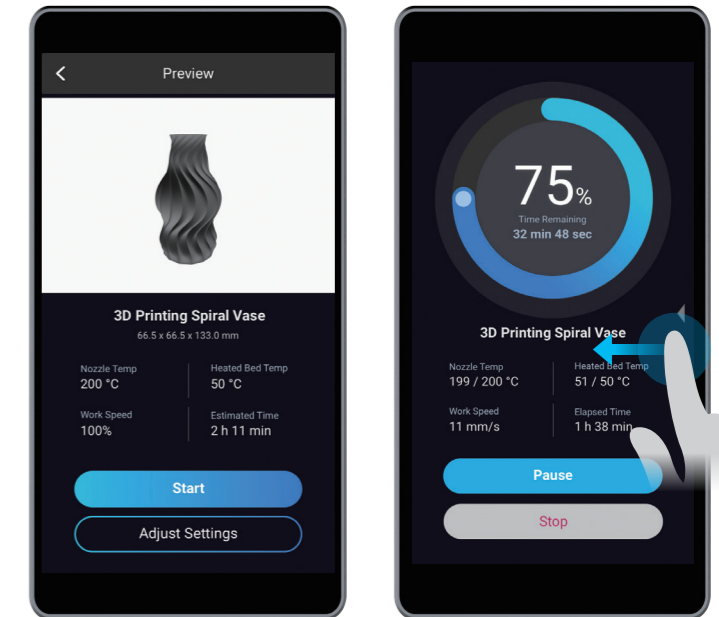 Preview
3D Printing Spiral Vase
66.5 x 66.5 x 133.0 mm
Nozzle Temp
200 °C
Heated Bed Temp
50 °C
Work Speed
100%
Estimated Time
2 h 11 min
Start
Adjust Settings
75%
Time Remaining
32 min 48 sec
3D Printing Spiral Vase
Nozzle Temp
199 / 200 °C
Heated Bed Temp
51 / 50 °C
Work Speed
11 mm/s
Elapsed Time
1 h 38 min
Pause
Stop